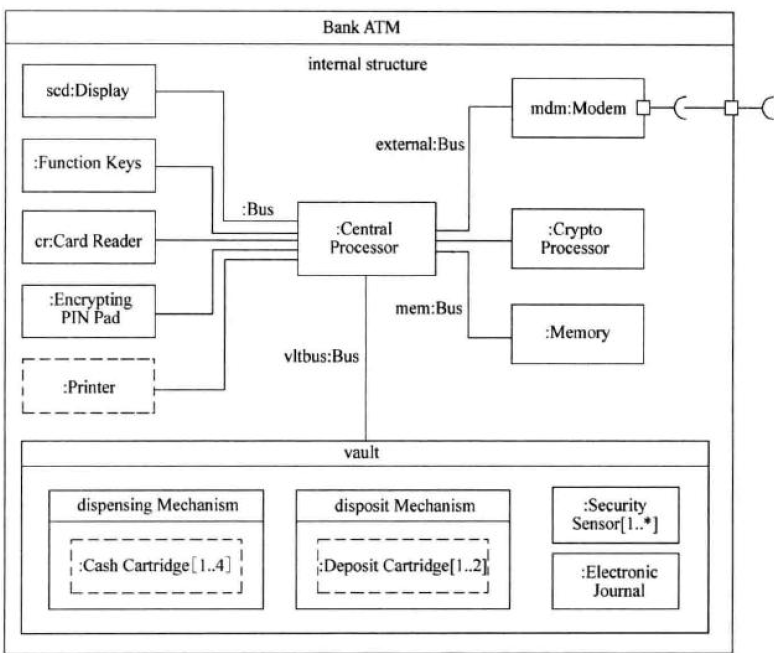 Bank ATM
internal structure
scd:Display
mdm:Modem
external:Bus
:Function Keys
:Bus
:Central
Processor
cr:Card Reader
:Crypto
Processor
:Encrypting
PIN Pad
mem:Bus
:Memory
vltbus:Bus
:Printer
vault
dispensing Mechanism
:Cash Cartridge[1..4]
disposit Mechanism
:Deposit Cartridge[1..2]
:Security
Sensor[1..*]
:Electronic
Journal